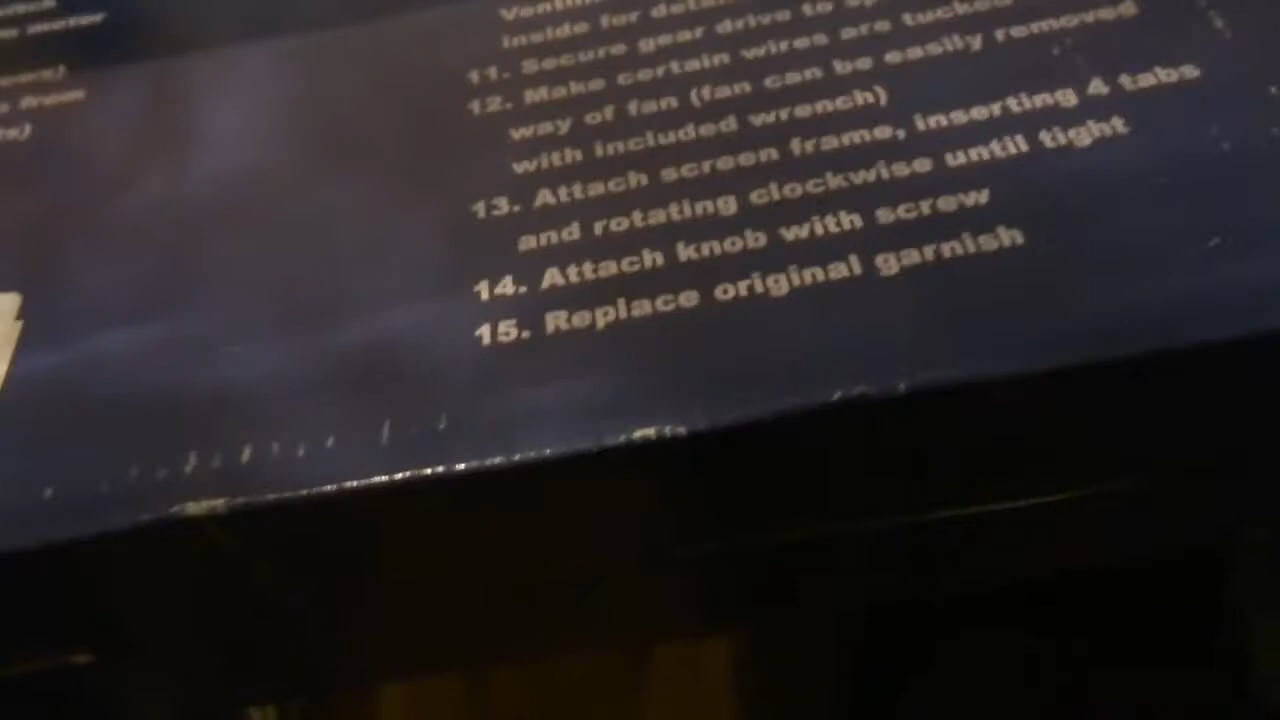 inside for
11. Secure gear drive to
12. Make certain wires are tucked
way of fan (fan can be easily removed
with included wrench)
13. Attach screen frame, inserting 4 tabs
and rotating clockwise until tight
14. Attach knob with screw
15. Replace original garnish